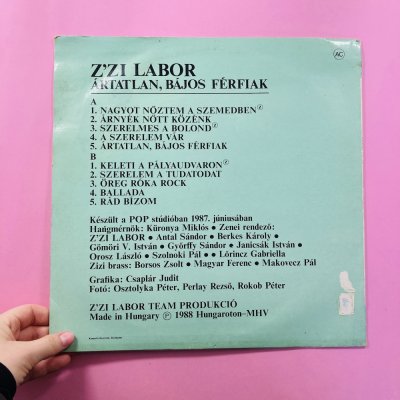 AC
Z'ZI LABOR
ÁRTATLAN, BÁJOS FÉRFIAK
A
1. NAGYOT NŐZTEM A SZEMEDBEN
2. ÁRNYÉK NŐTT KÖZÉNK
3. SZERELMES A BOLOND
4. A SZERELEM VÁR
5. ÁRTATLAN, BÁJOS FÉRFIAK
B
1. KELETI A PÁLYAUDVARON
2. SZERELEM A TUDATODAT
3. ÖREG RÓKA ROCK
4. BALLADA
5. RÁD BÍZOM
Készült a POP stúdióban 1987. júniusában
Hangmérnök: Küronya Miklós • Zenei rendező:
Z'ZI LABOR • Antal Sándor • Berkes Károly •
Gömöri V. István • Győrffy Sándor • Janicsák István •
Orosz László • Szolnoki Pál • • Lőrincz Gabriella
Zizi brass: Borsos Zsolt • Magyar Ferenc • Makovecz Pál
Grafika: Csaplár Judit
Fotó: Osztolyka Péter, Perlay Rezső, Rokob Péter
Z'ZI LABOR TEAM PRODUKCIÓ
Made in Hungary Ⓟ 1988 Hungaroton–MHV